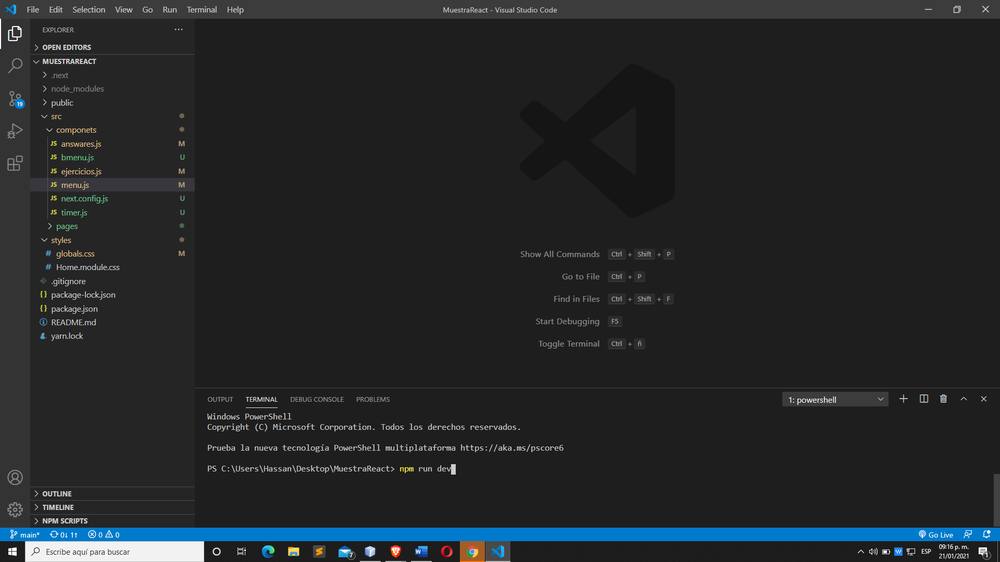 File Edit Selection View Go Run Terminal Help
MuestraReact - Visual Studio Code
EXPLORER
OPEN EDITORS
MUESTRAREACT
.next
node_modules
public
src
componets
JS answares.js M
JS bmenu.js U
JS ejercicios.js M
JS menu.js M
JS next.config.js U
JS timer.js U
pages
styles
# globals.css M
# Home.module.css
.gitignore
{} package-lock.json
{} package.json
README.md
yarn.lock
OUTLINE
TIMELINE
NPM SCRIPTS
19
Show All Commands Ctrl + Shift + P
Go to File Ctrl + P
Find in Files Ctrl + Shift + F
Start Debugging F5
Toggle Terminal Ctrl + ñ
OUTPUT TERMINAL DEBUG CONSOLE PROBLEMS
1: powershell
Windows PowerShell
Copyright (C) Microsoft Corporation. Todos los derechos reservados.
Prueba la nueva tecnología PowerShell multiplataforma https://aka.ms/pscore6
PS C:\Users\Hassan\Desktop\MuestraReact> npm run dev
main* 0↓ 1↑ 0 0
Go Live
Escribe aquí para buscar
7
W
W
ESP
09:16 p. m.
21/01/2021
1